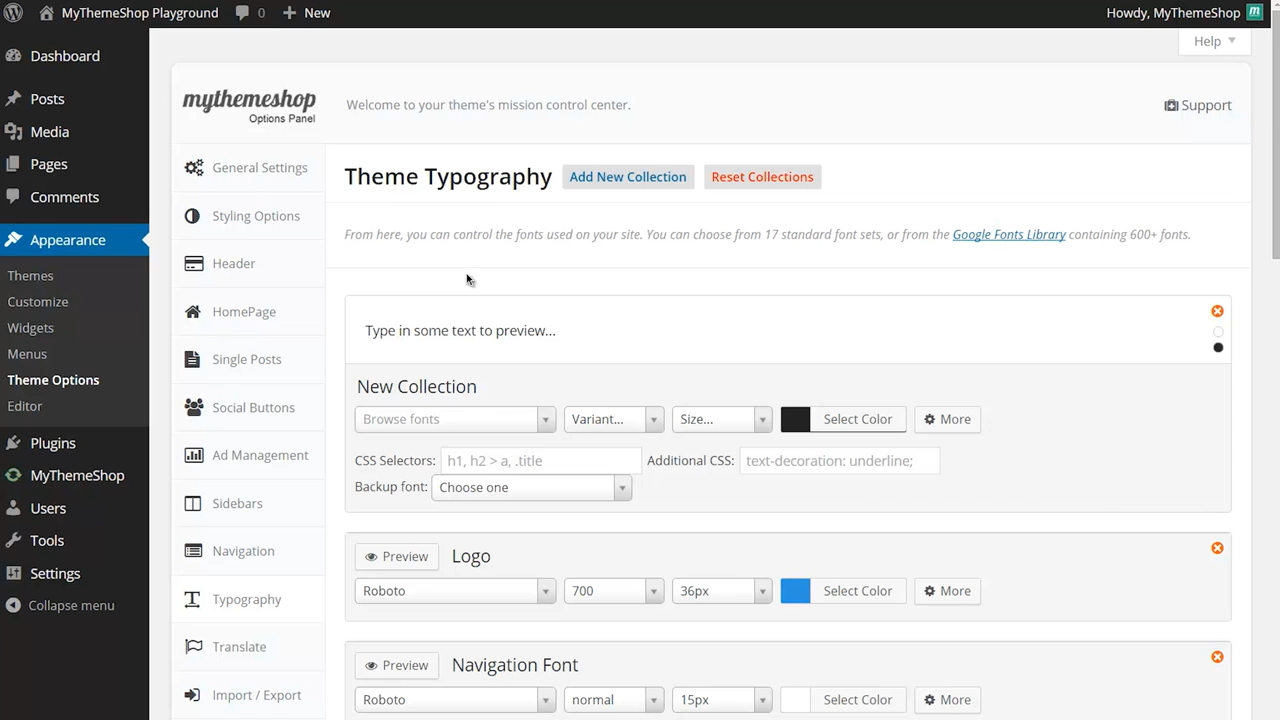 MyThemeShop Playground 0 New Howdy, MyThemeShop
Help
Dashboard
Posts
Media
Pages
Comments
Appearance
Themes
Customize
Widgets
Menus
Theme Options
Editor
Plugins
MyThemeShop
Users
Tools
Settings
Collapse menu
mythemeshop
Options Panel
Welcome to your theme's mission control center.
Support
General Settings
Styling Options
Header
HomePage
Single Posts
Social Buttons
Ad Management
Sidebars
Navigation
Typography
Translate
Import / Export
Theme Typography Add New Collection Reset Collections
From here, you can control the fonts used on your site. You can choose from 17 standard font sets, or from the Google Fonts Library containing 600+ fonts.
Type in some text to preview...
New Collection
Browse fonts Variant... Size... Select Color More
CSS Selectors: h1, h2 > a, .title Additional CSS: text-decoration: underline;
Backup font: Choose one
Preview Logo
Roboto 700 36px Select Color More
Preview Navigation Font
Roboto normal 15px Select Color More